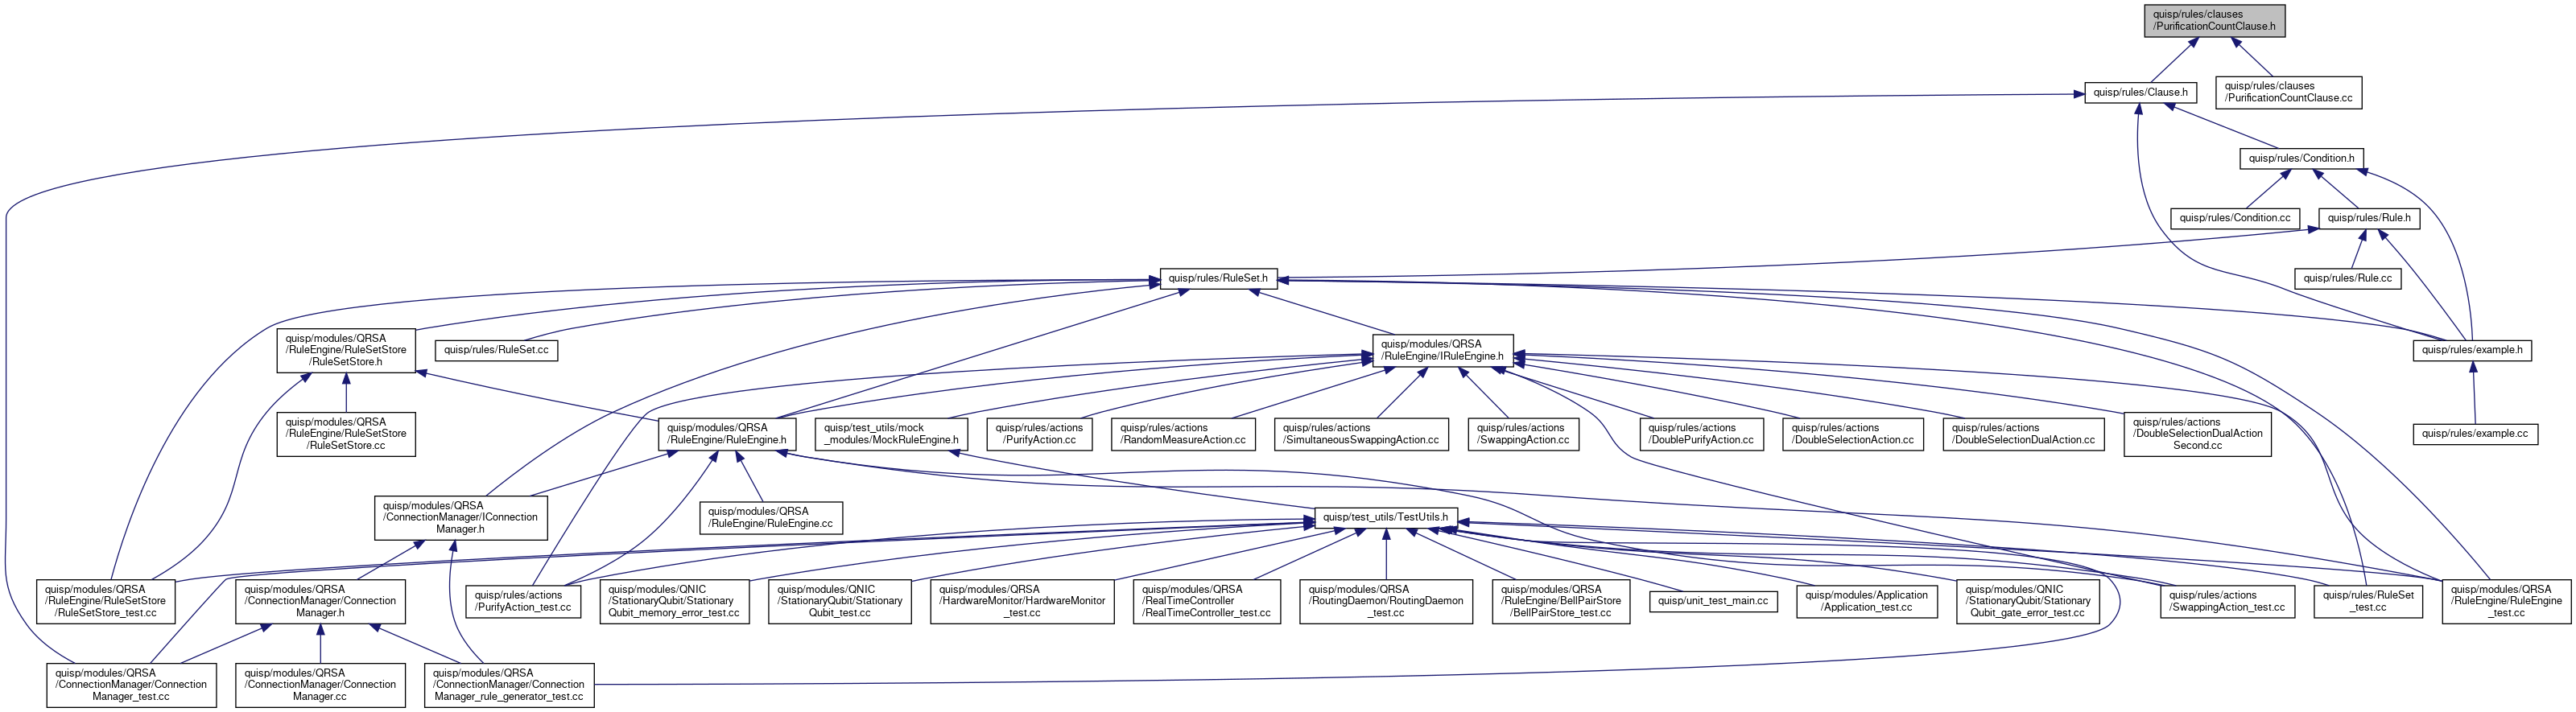 quisp/rules/clauses
/PurificationCountClause.h
quisp/rules/Clause.h
quisp/rules/clauses
/PurificationCountClause.cc
quisp/rules/Condition.h
quisp/rules/Condition.cc
quisp/rules/Rule.h
quisp/rules/RuleSet.h
quisp/rules/Rule.cc
quisp/modules/QRSA
/RuleEngine/RuleSetStore
/RuleSetStore.h
quisp/rules/RuleSet.cc
quisp/modules/QRSA
/RuleEngine/IRuleEngine.h
quisp/rules/example.h
quisp/modules/QRSA
/RuleEngine/RuleSetStore
/RuleSetStore.cc
quisp/modules/QRSA
/RuleEngine/RuleEngine.h
quisp/test_utils/mock
_modules/MockRuleEngine.h
quisp/rules/actions
/PurifyAction.cc
quisp/rules/actions
/RandomMeasureAction.cc
quisp/rules/actions
/SimultaneousSwappingAction.cc
quisp/rules/actions
/SwappingAction.cc
quisp/rules/actions
/DoublePurifyAction.cc
quisp/rules/actions
/DoubleSelectionAction.cc
quisp/rules/actions
/DoubleSelectionDualAction.cc
quisp/rules/actions
/DoubleSelectionDualAction
Second.cc
quisp/rules/example.cc
quisp/modules/QRSA
/ConnectionManager/IConnection
Manager.h
quisp/modules/QRSA
/RuleEngine/RuleEngine.cc
quisp/test_utils/TestUtils.h
quisp/modules/QRSA
/RuleEngine/RuleSetStore
/RuleSetStore_test.cc
quisp/modules/QRSA
/ConnectionManager/Connection
Manager.h
quisp/rules/actions
/PurifyAction_test.cc
quisp/modules/QNIC
/StationaryQubit/Stationary
Qubit_memory_error_test.cc
quisp/modules/QNIC
/StationaryQubit/Stationary
Qubit_test.cc
quisp/modules/QRSA
/HardwareMonitor/HardwareMonitor
_test.cc
quisp/modules/QRSA
/RealTimeController
/RealTimeController_test.cc
quisp/modules/QRSA
/RoutingDaemon/RoutingDaemon
_test.cc
quisp/modules/QRSA
/RuleEngine/BellPairStore
/BellPairStore_test.cc
quisp/unit_test_main.cc
quisp/modules/Application
/Application_test.cc
quisp/modules/QNIC
/StationaryQubit/Stationary
Qubit_gate_error_test.cc
quisp/rules/actions
/SwappingAction_test.cc
quisp/rules/RuleSet
_test.cc
quisp/modules/QRSA
/RuleEngine/RuleEngine
_test.cc
quisp/modules/QRSA
/ConnectionManager/Connection
Manager_test.cc
quisp/modules/QRSA
/ConnectionManager/Connection
Manager.cc
quisp/modules/QRSA
/ConnectionManager/Connection
Manager_rule_generator_test.cc